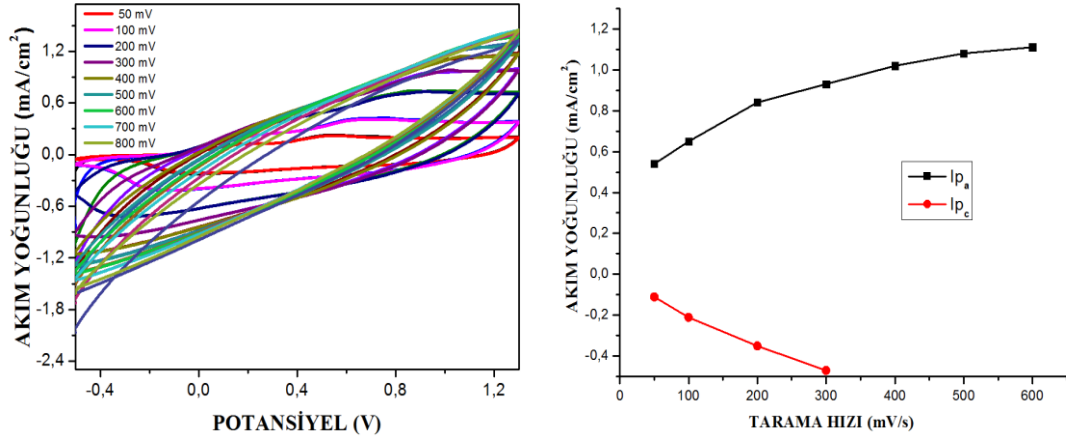 50 mV
100 mV
200 mV
300 mV
400 mV
500 mV
600 mV
700 mV
800 mV
1,2
0,6
0,0
-0,6
-1,2
-1,8
-2,4
AKIM YOĞUNLUĞU (mA/cm²)
-0,4
0,0
0,4
0,8
1,2
POTANSİYEL (V)
1,2
1,0
0,8
0,6
0,4
0,2
0,0
-0,2
-0,4
AKIM YOĞUNLUĞU (mA/cm²)
Ipa
Ipc
0
100
200
300
400
500
600
TARAMA HIZI (mV/s)